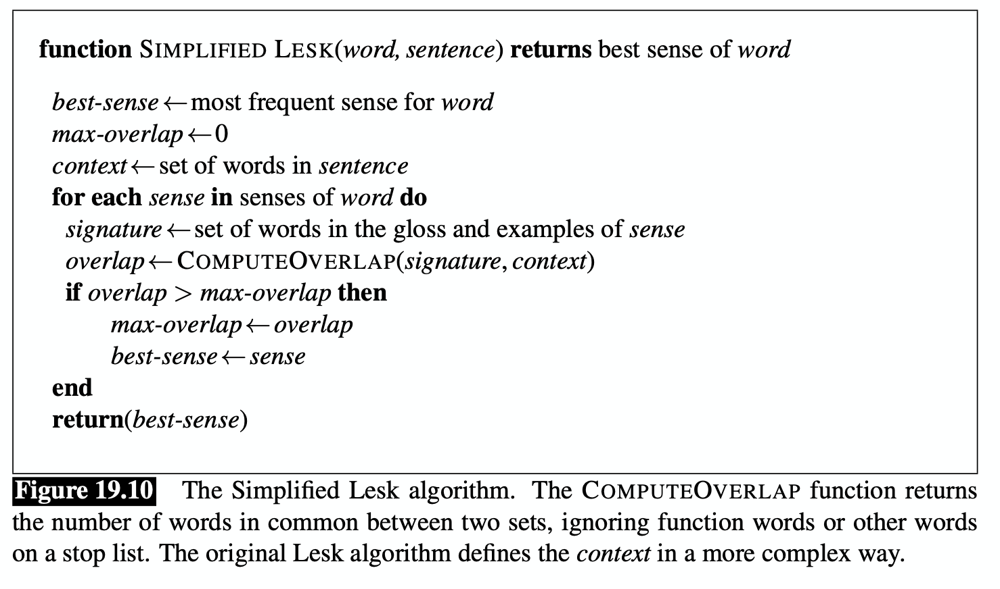 function SIMPLIFIED LESK(word, sentence) returns best sense of word
best-sense ← most frequent sense for word
max-overlap ← 0
context ← set of words in sentence
for each sense in senses of word do
signature ← set of words in the gloss and examples of sense
overlap ← COMPUTEOVERLAP(signature, context)
if overlap > max-overlap then
max-overlap ← overlap
best-sense ← sense
end
return(best-sense)
Figure 19.10 The Simplified Lesk algorithm. The COMPUTEOVERLAP function returns
the number of words in common between two sets, ignoring function words or other words
on a stop list. The original Lesk algorithm defines the context in a more complex way.